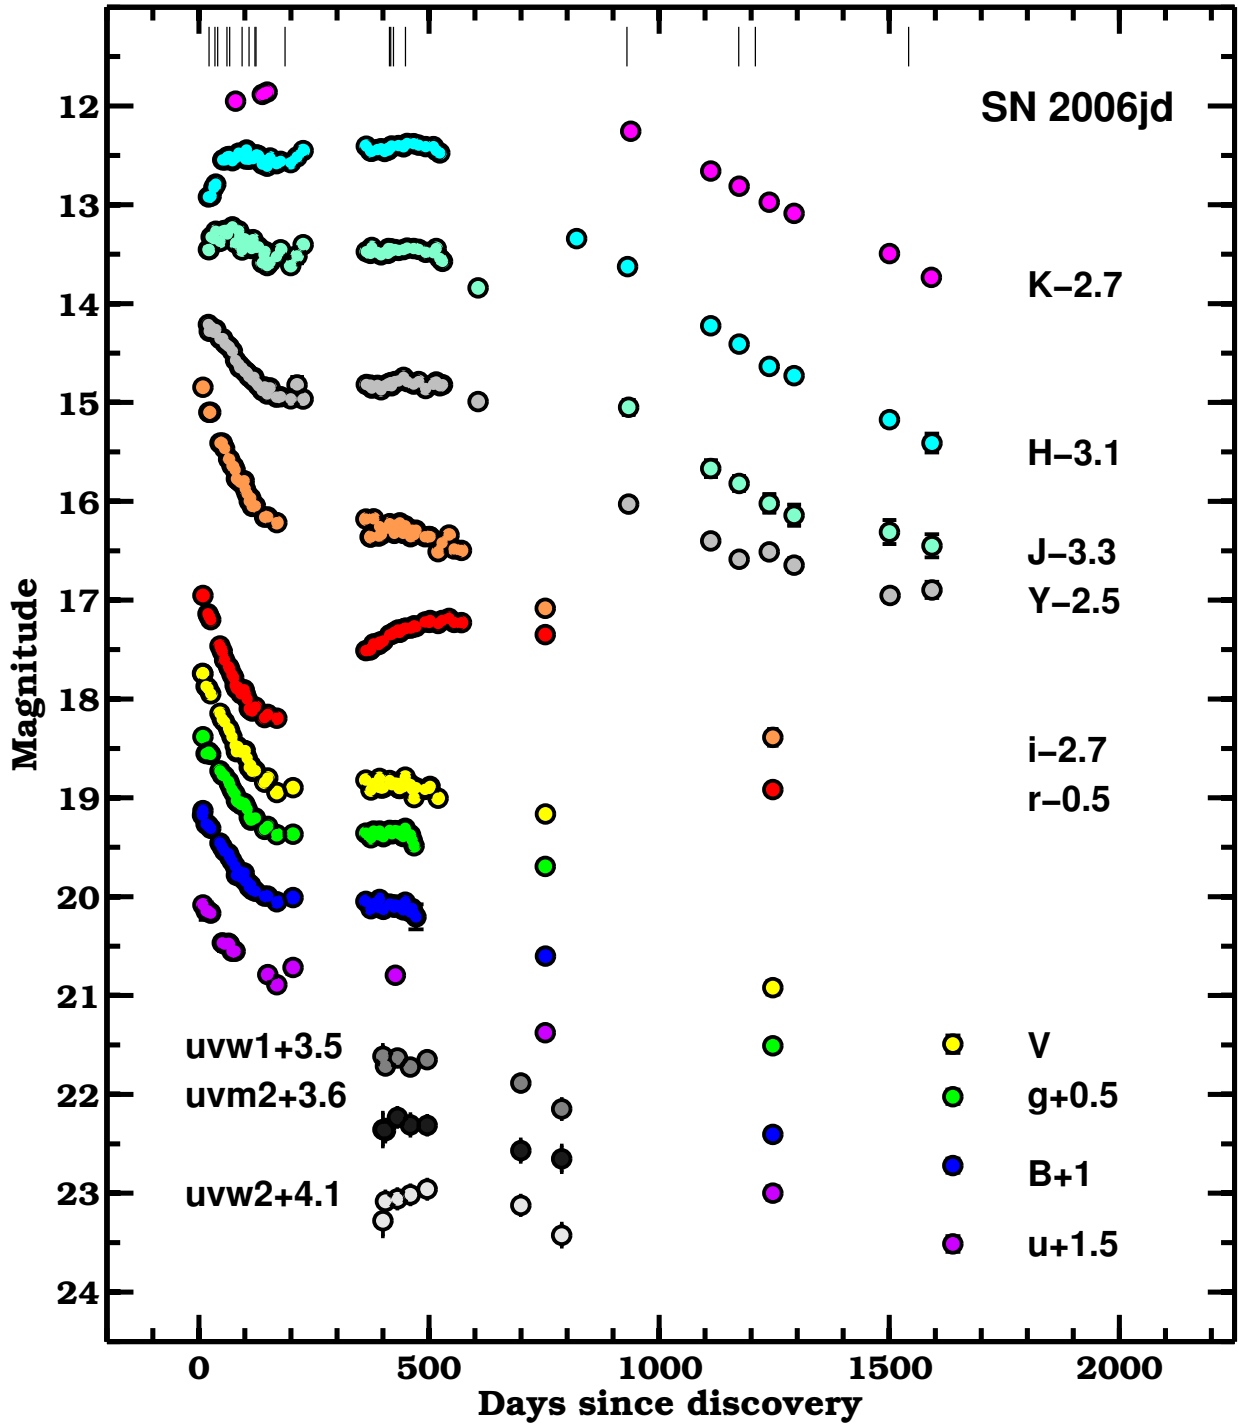 SN 2006jd
12
13
14
15
16
17
18
19
20
21
22
23
24
Magnitude
K−2.7
H−3.1
J−3.3
Y−2.5
i−2.7
r−0.5
V
g+0.5
B+1
u+1.5
uvw1+3.5
uvm2+3.6
uvw2+4.1
0 500 1000 1500 2000
Days since discovery